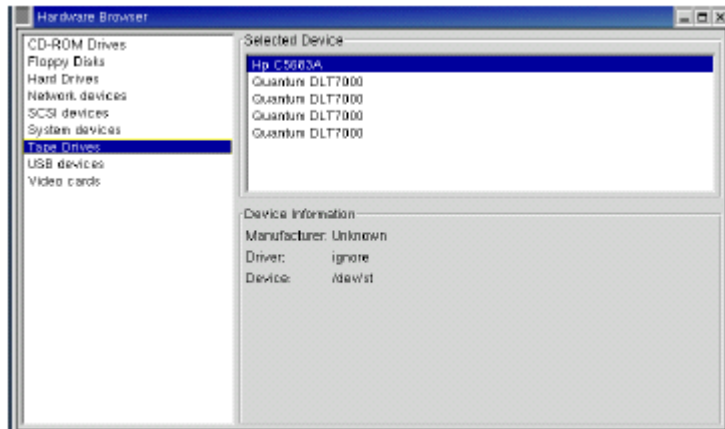 Hardware Browser
CD-ROM Drives
Floppy Disks
Hard Drives
Network devices
SCSI devices
System devices
Tape Drives
USB devices
Video cards
Selected Device
Hp C5683A
Quantum DLT7000
Quantum DLT7000
Quantum DLT7000
Quantum DLT7000
Device Information
Manufacturer: Unknown
Driver: ignore
Device: /dev/st